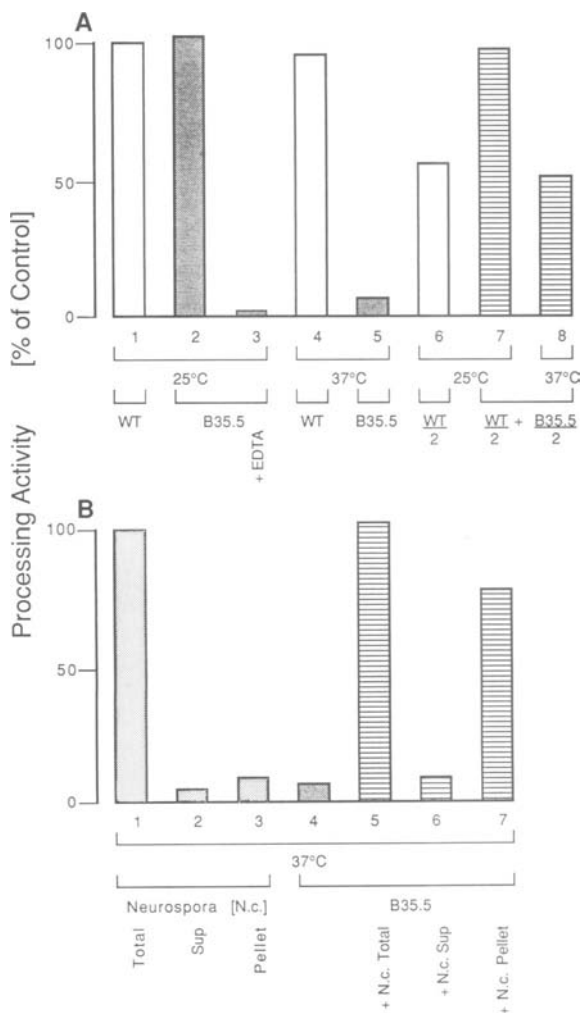 A
100
50
0
1 2 3 4 5 6 7 8
25°C 37°C 25°C 37°C
WT B35.5 WT B35.5 WT/2 WT/2 + B35.5/2
+ EDTA
[% of Control]
Processing Activity
B
100
50
0
1 2 3 4 5 6 7
37°C
Neurospora [N.c.] B35.5
Total
Sup
Pellet
+ N.c. Total
+ N.c. Sup
+ N.c. Pellet